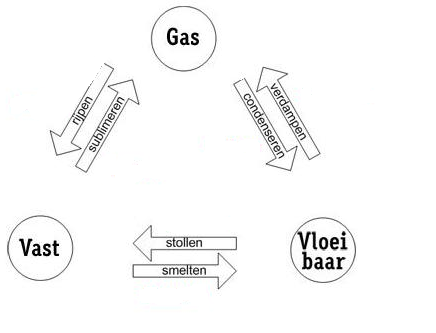 Gas
rijpen
sublimeren
condenseren
verdampen
Vast
stollen
smelten
Vloei
baar